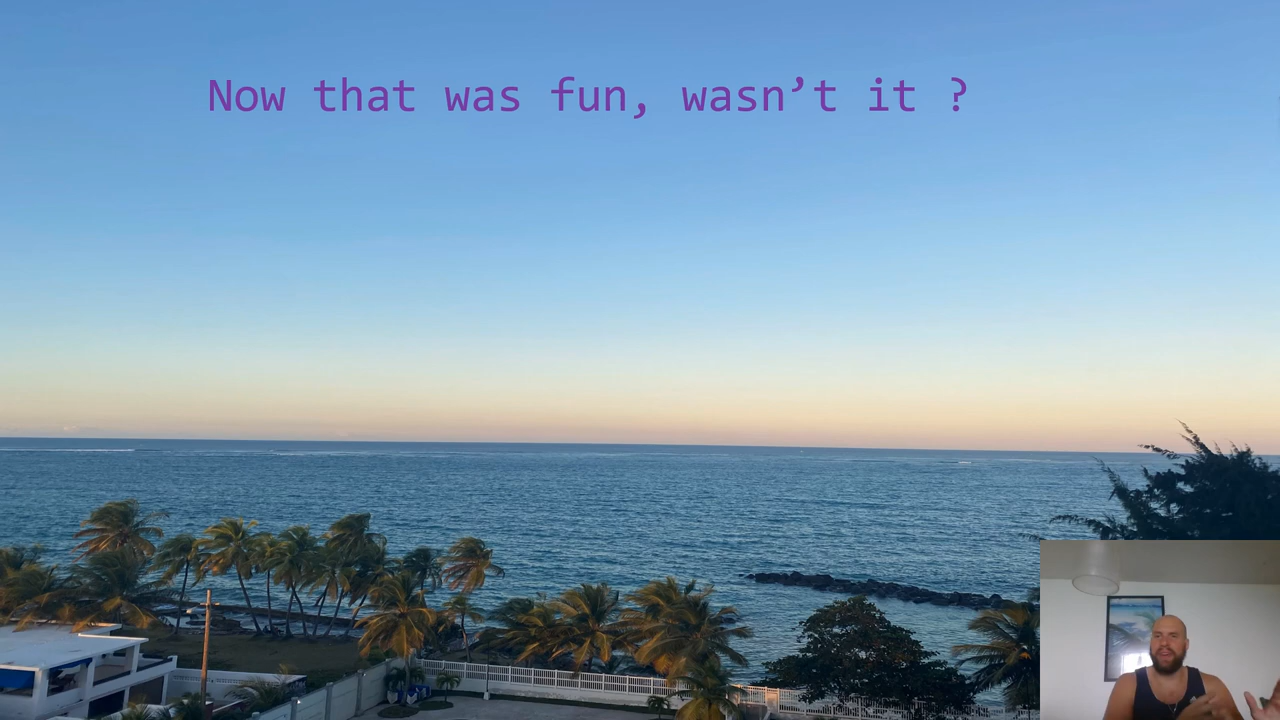 Now that was fun, wasn’t it ?